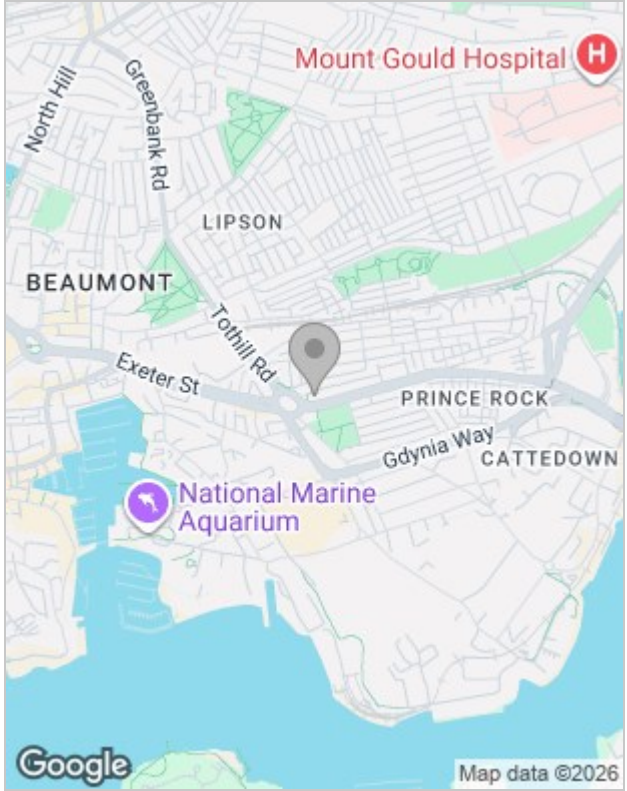 Mount Gould Hospital
H
North Hill
Greenbank Rd
LIPSON
BEAUMONT
Tothill Rd
Exeter St
PRINCE ROCK
Gdynia Way
CATTEDOWN
National Marine
Aquarium
Google
Map data ©2026